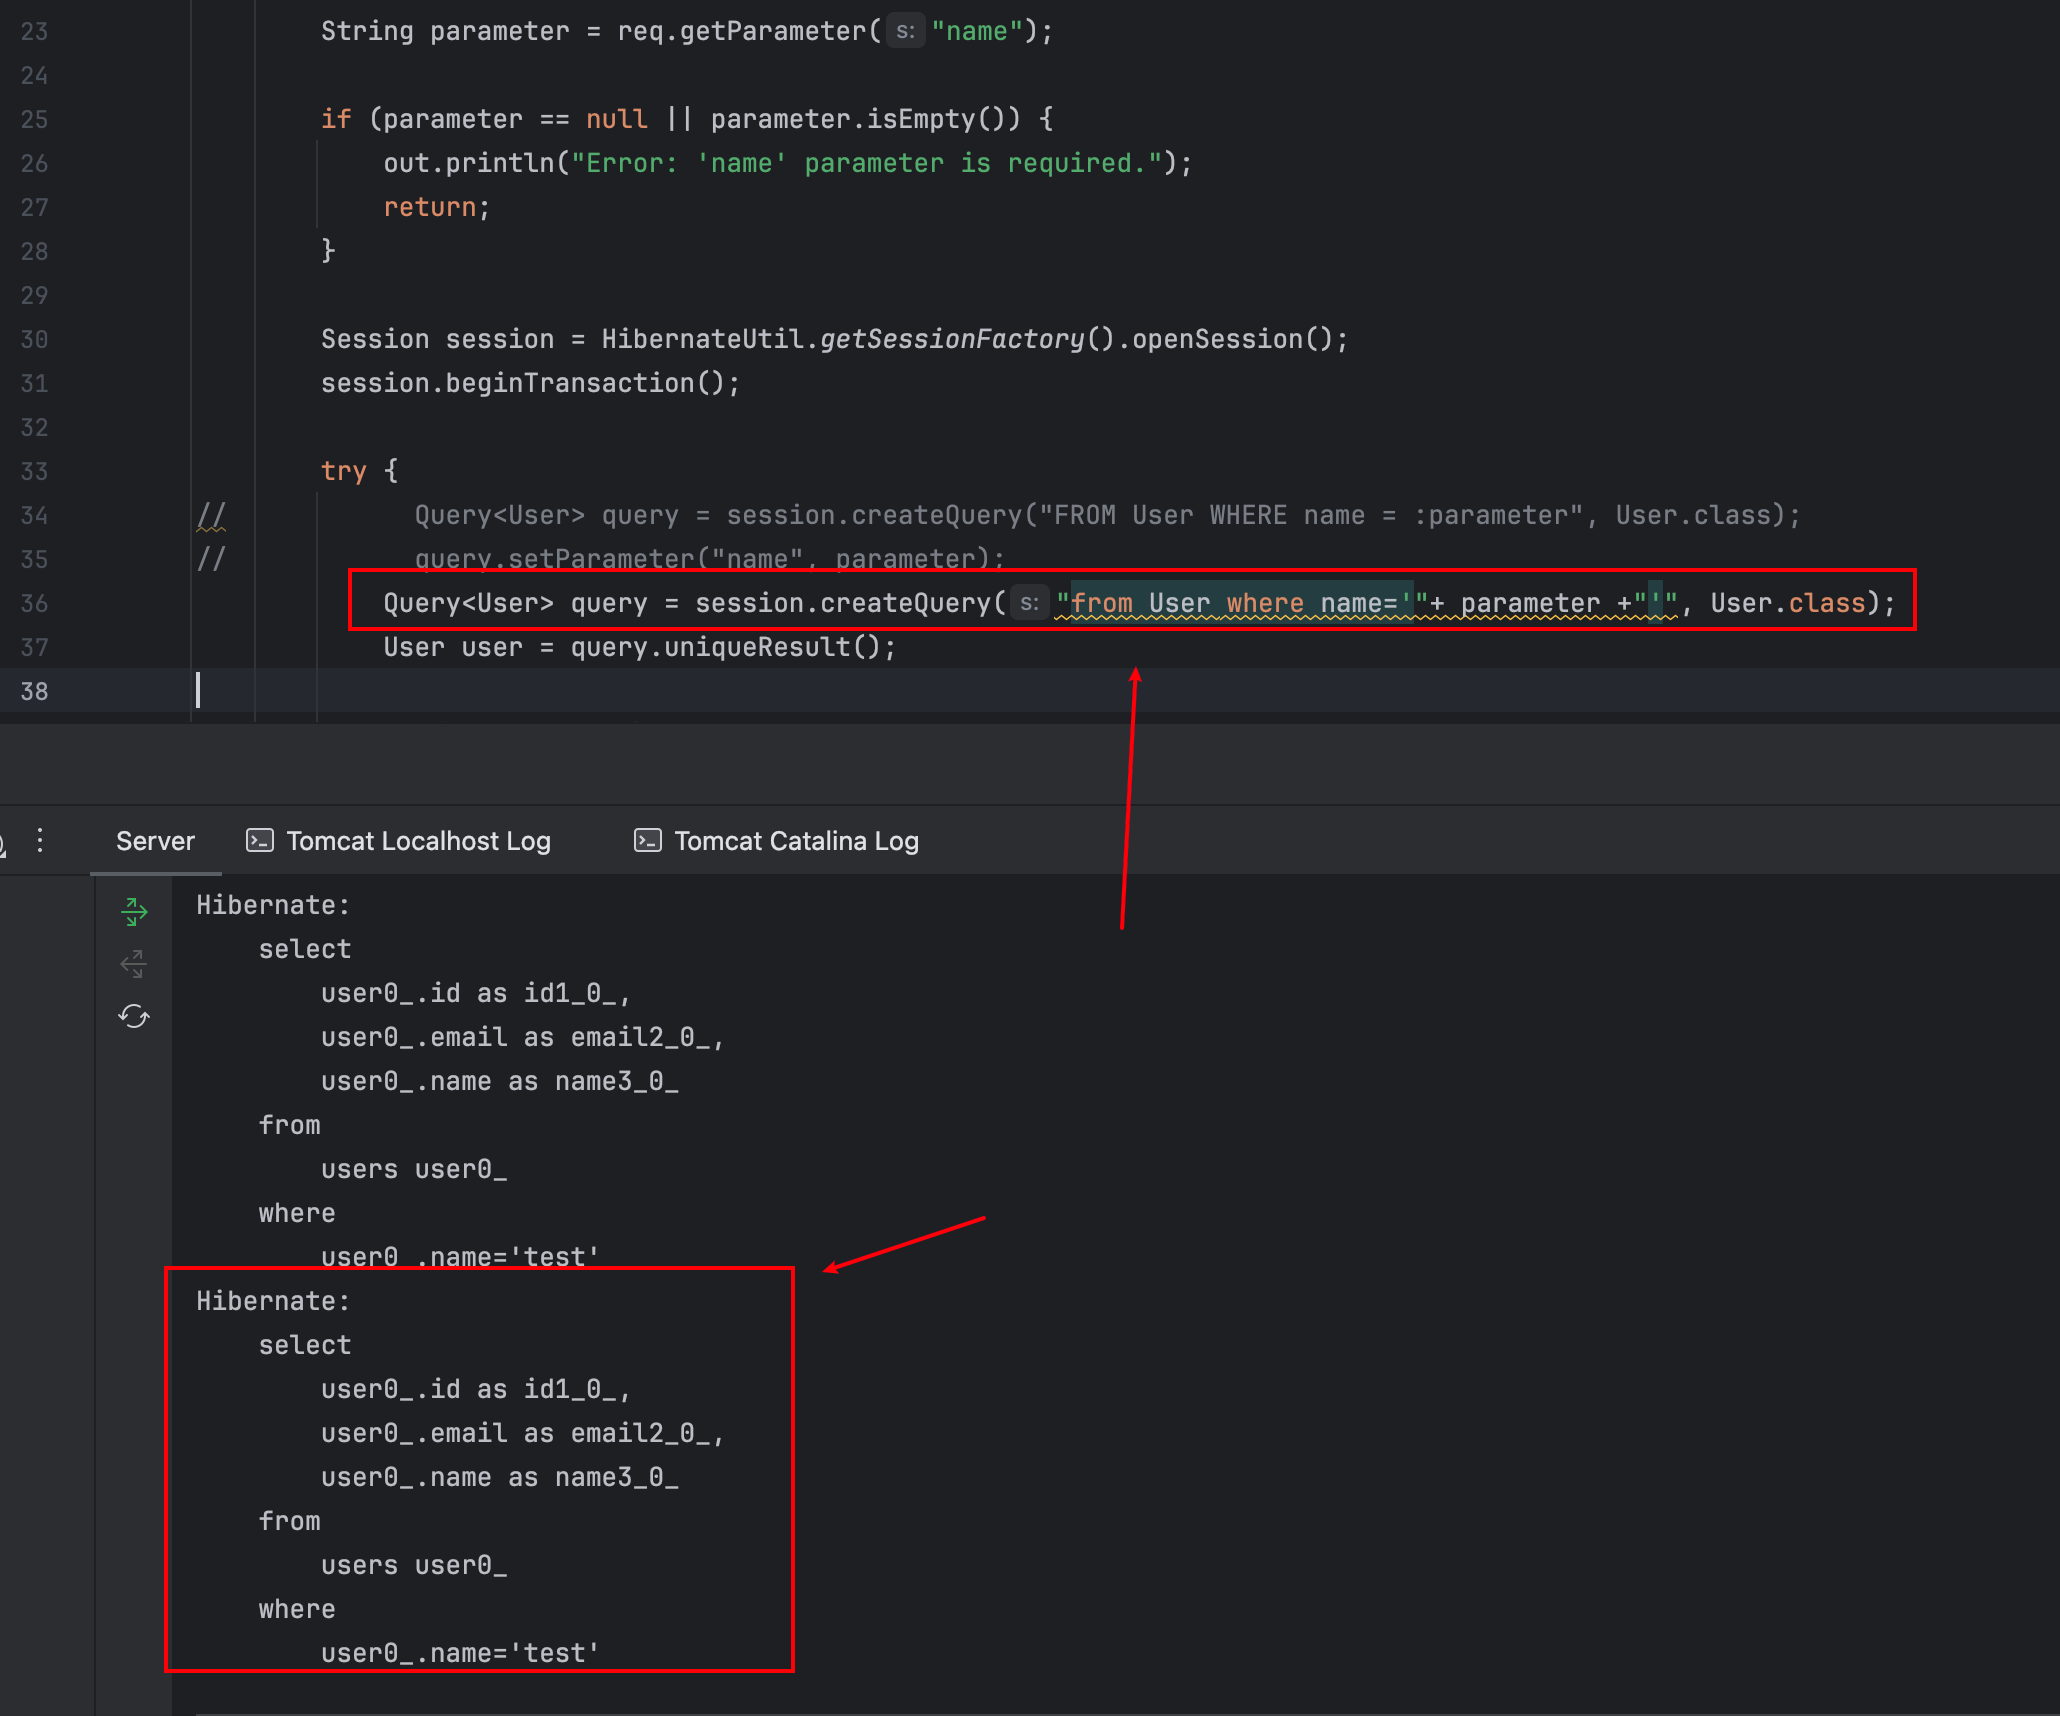 23 String parameter = req.getParameter( s: "name");
24
25 if (parameter == null || parameter.isEmpty()) {
26 out.println("Error: 'name' parameter is required.");
27 return;
28 }
29
30 Session session = HibernateUtil.getSessionFactory().openSession();
31 session.beginTransaction();
32
33 try {
34 // Query<User> query = session.createQuery("FROM User WHERE name = :parameter", User.class);
35 // query.setParameter("name", parameter);
36 Query<User> query = session.createQuery( s: "from User where name='"+ parameter +"'", User.class);
37 User user = query.uniqueResult();
38
Server Tomcat Localhost Log Tomcat Catalina Log
Hibernate:
select
user0_.id as id1_0_,
user0_.email as email2_0_,
user0_.name as name3_0_
from
users user0_
where
user0_.name='test'
Hibernate:
select
user0_.id as id1_0_,
user0_.email as email2_0_,
user0_.name as name3_0_
from
users user0_
where
user0_.name='test'